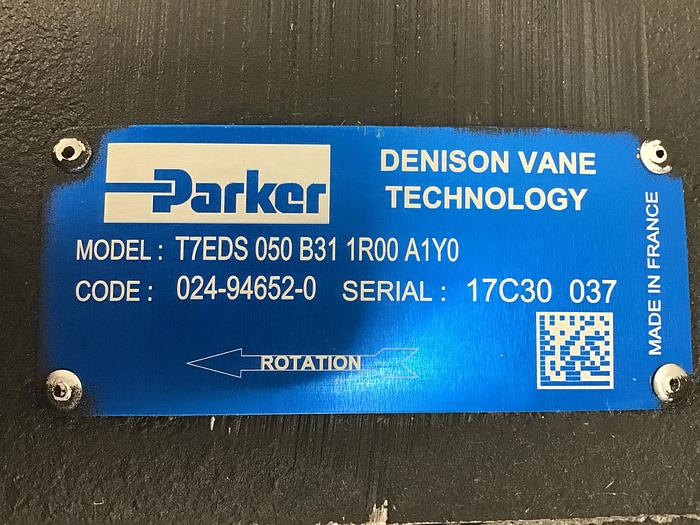 Parker
DENISON VANE
TECHNOLOGY
MODEL : T7EDS 050 B31 1R00 A1Y0
CODE : 024-94652-0 SERIAL : 17C30 037
ROTATION
MADE IN FRANCE